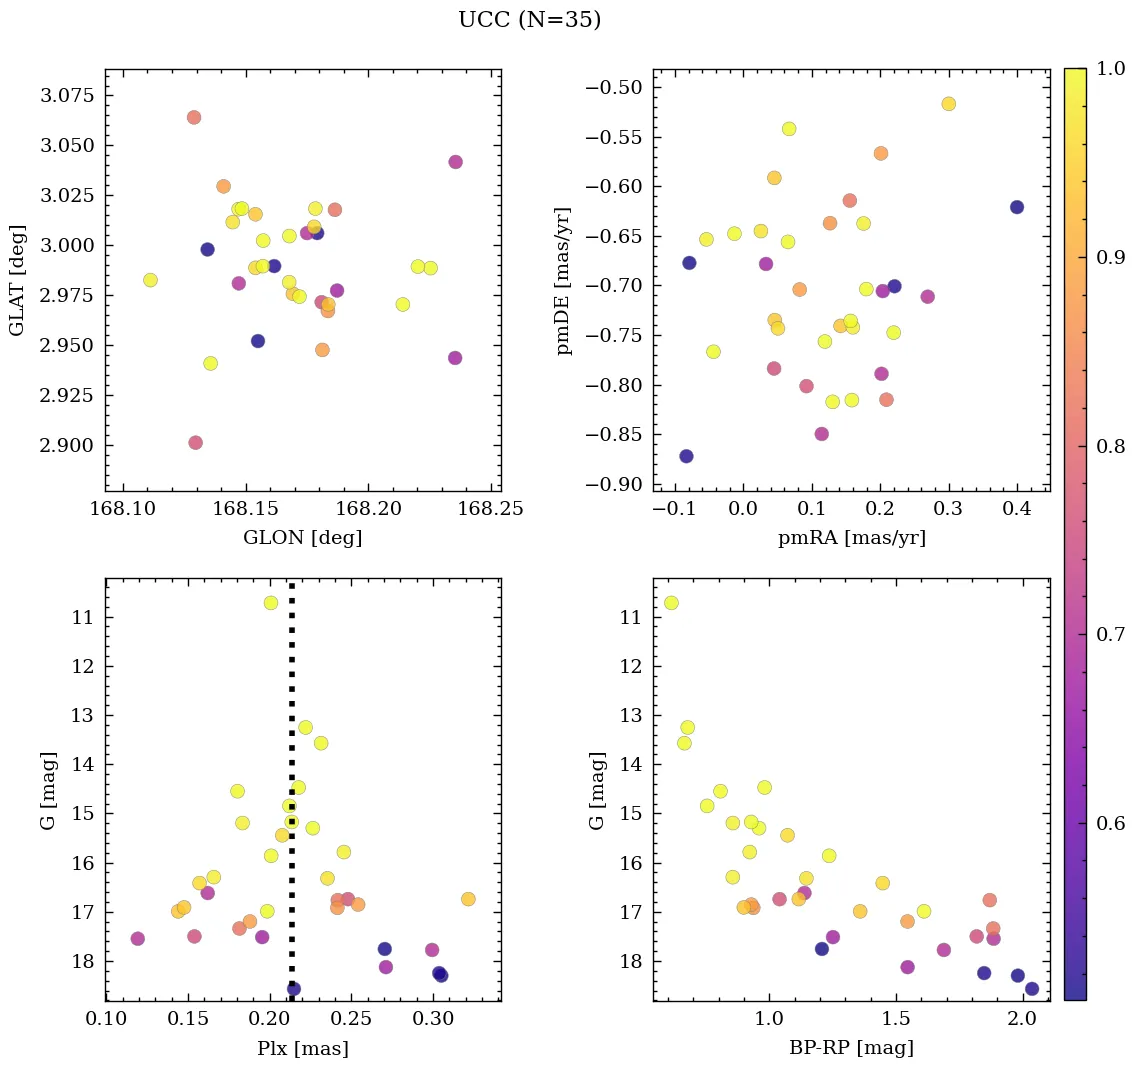 UCC (N=35)
3.075
3.050
3.025
3.000
2.975
2.950
2.925
2.900
GLAT [deg]
168.10 168.15 168.20 168.25
GLON [deg]
−0.50
−0.55
−0.60
−0.65
−0.70
−0.75
−0.80
−0.85
−0.90
pmDE [mas/yr]
−0.1 0.0 0.1 0.2 0.3 0.4
pmRA [mas/yr]
1.0
0.9
0.8
0.7
0.6
11
12
13
14
15
16
17
18
G [mag]
0.10 0.15 0.20 0.25 0.30
Plx [mas]
11
12
13
14
15
16
17
18
G [mag]
1.0 1.5 2.0
BP-RP [mag]